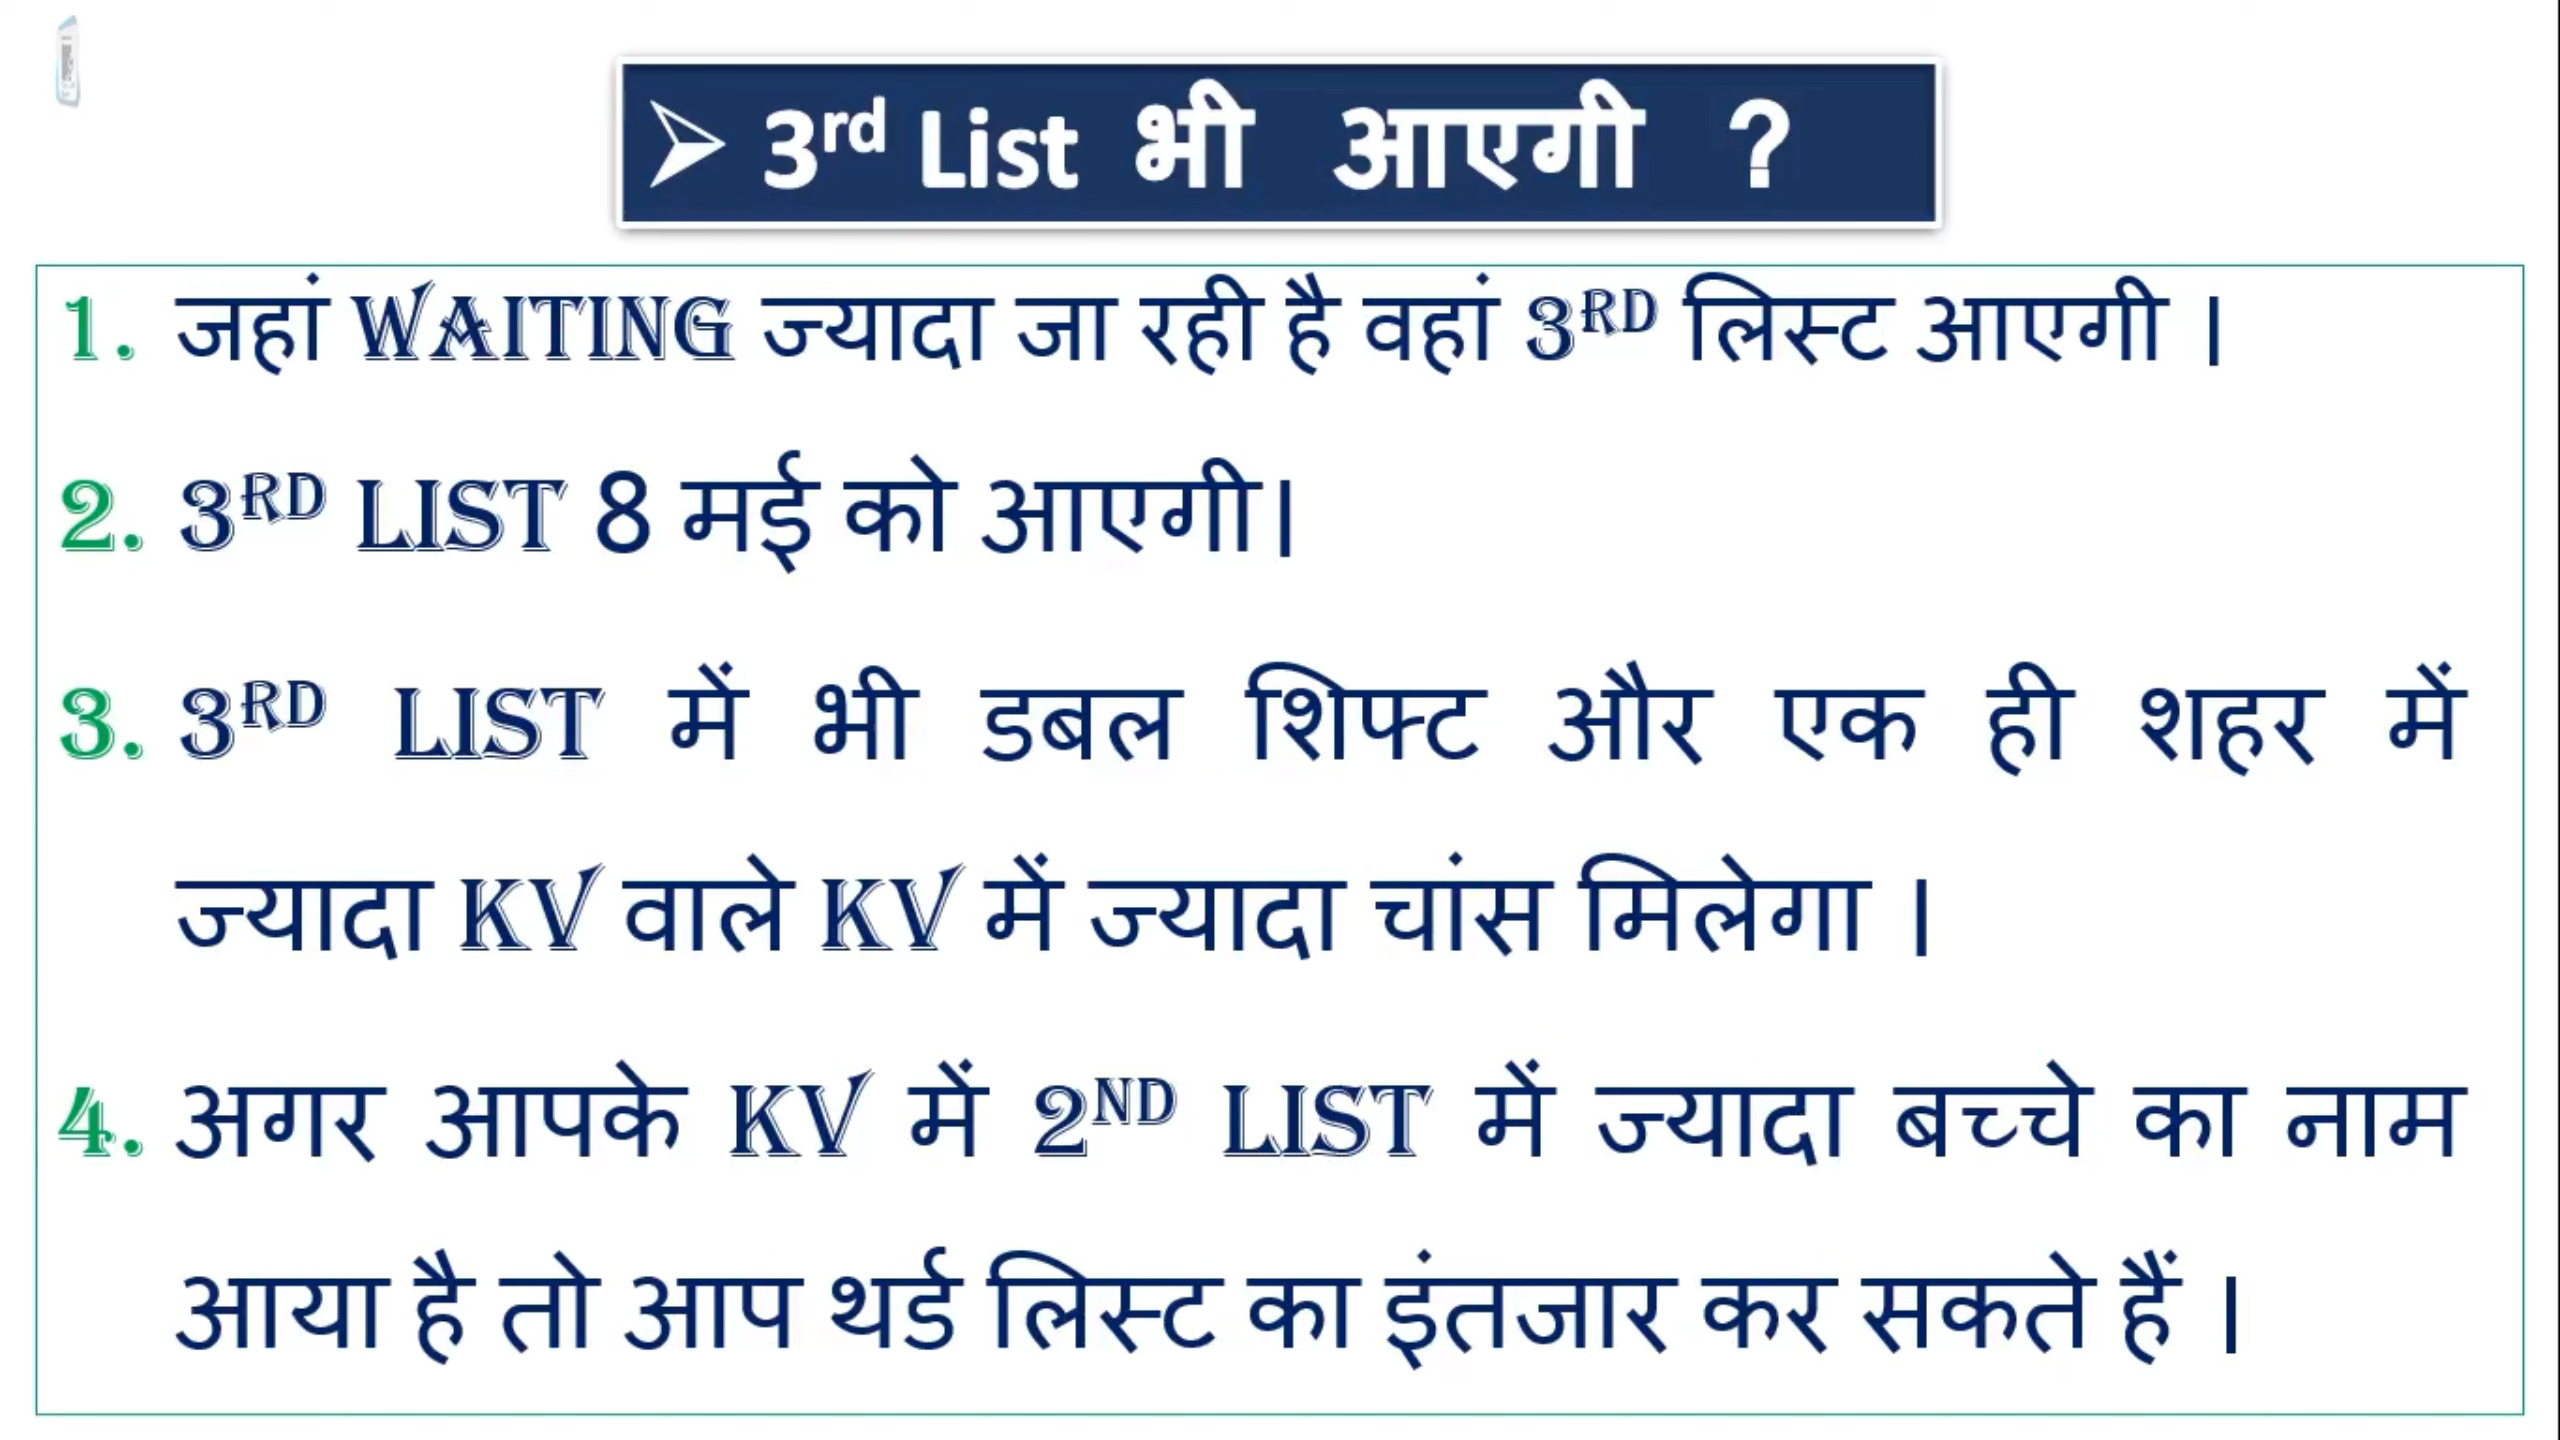 ➢ 3rd List भी आएगी ?
1. जहां WAITING ज्यादा जा रही है वहां 3RD लिस्ट आएगी ।
2. 3RD LIST 8 मई को आएगी।
3. 3RD LIST में भी डबल शिफ्ट और एक ही शहर में
ज्यादा KV वाले KV में ज्यादा चांस मिलेगा ।
4. अगर आपके KV में 2ND LIST में ज्यादा बच्चे का नाम
आया है तो आप थर्ड लिस्ट का इंतजार कर सकते हैं ।